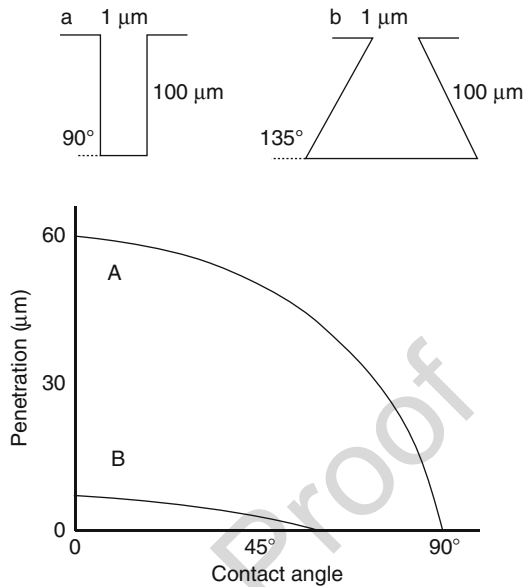 a 1 μm
100 μm
90°
b 1 μm
100 μm
135°
60
30
0
Penetration (μm)
A
B
0 45° 90°
Contact angle
Proof